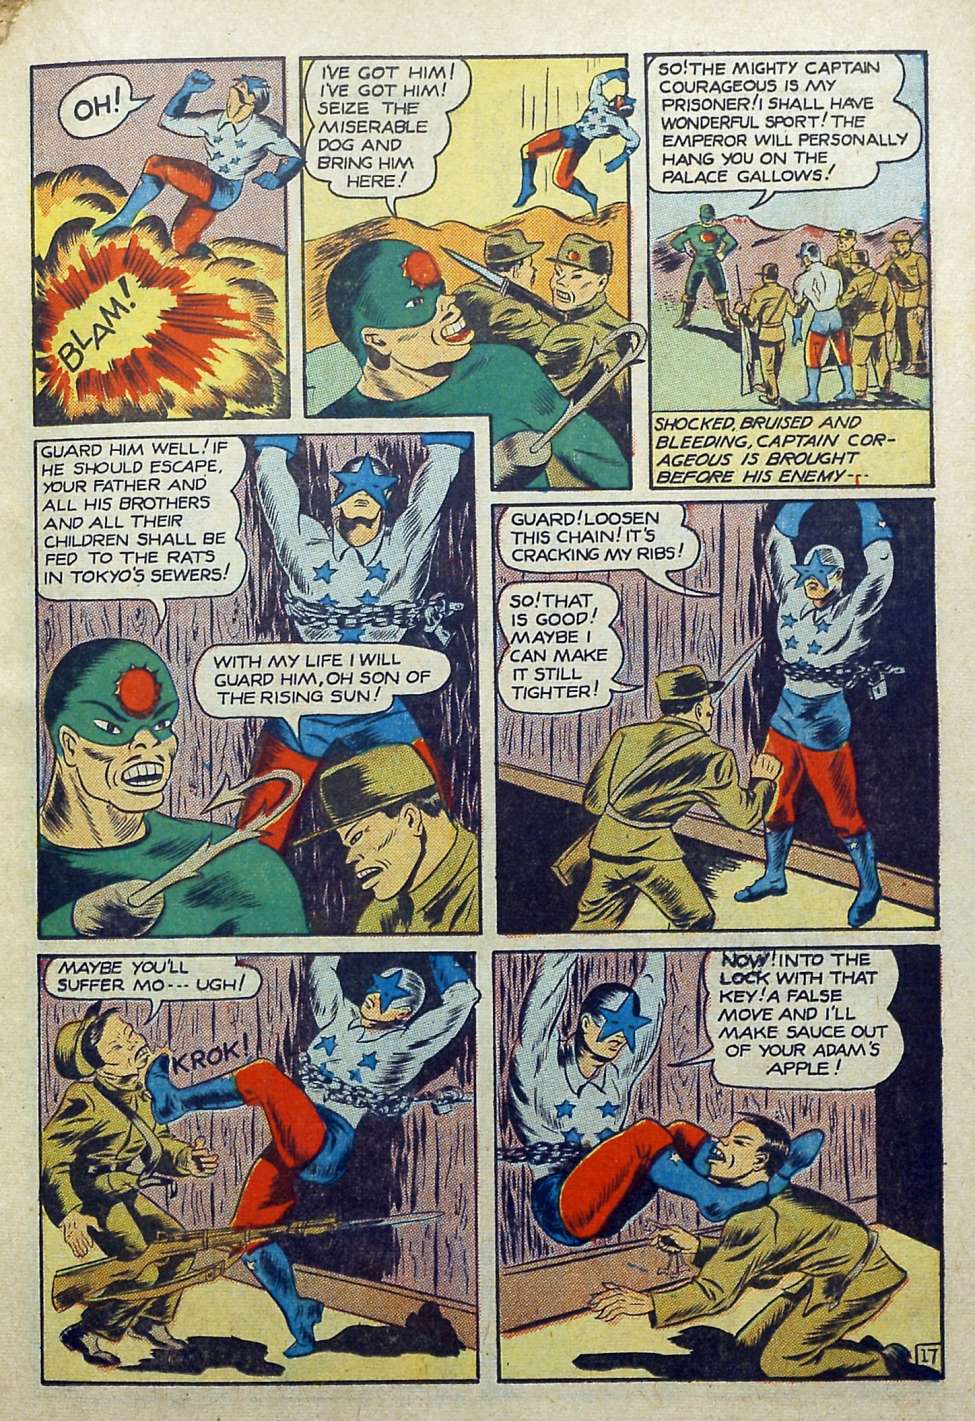 OH!
BLAM!
I'VE GOT HIM!
I'VE GOT HIM!
SEIZE THE
MISERABLE
DOG AND
BRING HIM
HERE!
SO! THE MIGHTY CAPTAIN
COURAGEOUS IS MY
PRISONER! I SHALL HAVE
WONDERFUL SPORT! THE
EMPEROR WILL PERSONALLY
HANG YOU ON THE
PALACE GALLOWS!
SHOCKED, BRUISED AND
BLEEDING, CAPTAIN COR-
AGEOUS IS BROUGHT
BEFORE HIS ENEMY--
GUARD HIM WELL! IF
HE SHOULD ESCAPE,
YOUR FATHER AND
ALL HIS BROTHERS
AND ALL THEIR
CHILDREN SHALL BE
FED TO THE RATS
IN TOKYO'S SEWERS!
WITH MY LIFE I WILL
GUARD HIM, OH SON OF
THE RISING SUN!
GUARD! LOOSEN
THIS CHAIN! IT'S
CRACKING MY RIBS!
SO! THAT
IS GOOD!
MAYBE I
CAN MAKE
IT STILL
TIGHTER!
MAYBE YOU'LL
SUFFER MO--- UGH!
KROK!
NOW! INTO THE
LOCK WITH THAT
KEY! A FALSE
MOVE AND I'LL
MAKE SAUCE OUT
OF YOUR ADAM'S
APPLE!
17